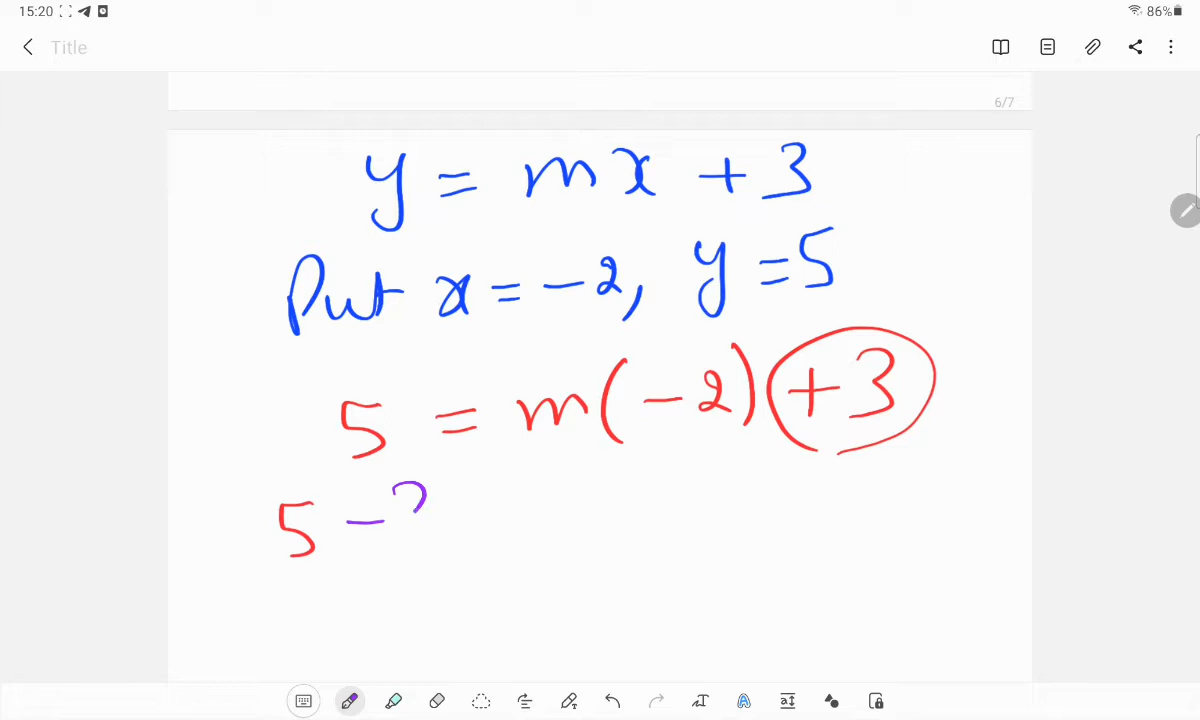 15:20 86%
Title
6/7
y = mx + 3
Put x = -2, y = 5
5 = m(-2) + 3
5 -